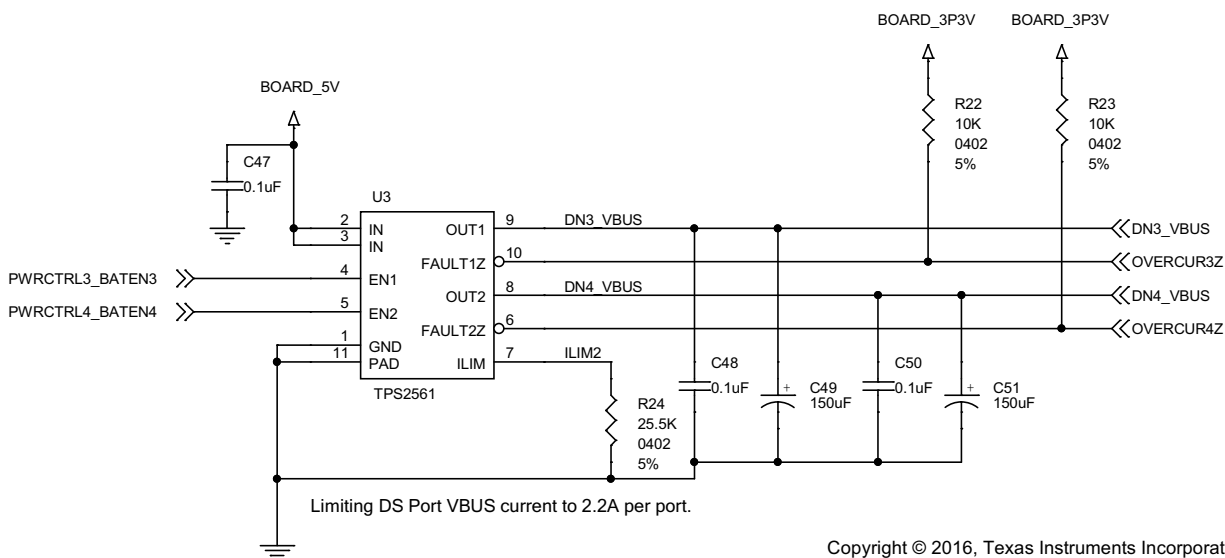 BOARD_3P3V
BOARD_3P3V
BOARD_5V
R22
10K
0402
5%
R23
10K
0402
5%
C47
0.1uF
U3
2
IN
3
IN
PWRCTRL3_BATEN3
4
EN1
PWRCTRL4_BATEN4
5
EN2
1
GND
11
PAD
OUT1
9
DN3_VBUS
DN3_VBUS
FAULT1Z
10
OVERCUR3Z
OUT2
8
DN4_VBUS
DN4_VBUS
FAULT2Z
6
OVERCUR4Z
ILIM
7
ILIM2
TPS2561
R24
25.5K
0402
5%
C48
0.1uF
+
C49
150uF
C50
0.1uF
+
C51
150uF
Limiting DS Port VBUS current to 2.2A per port.
Copyright © 2016, Texas Instruments Incorporat